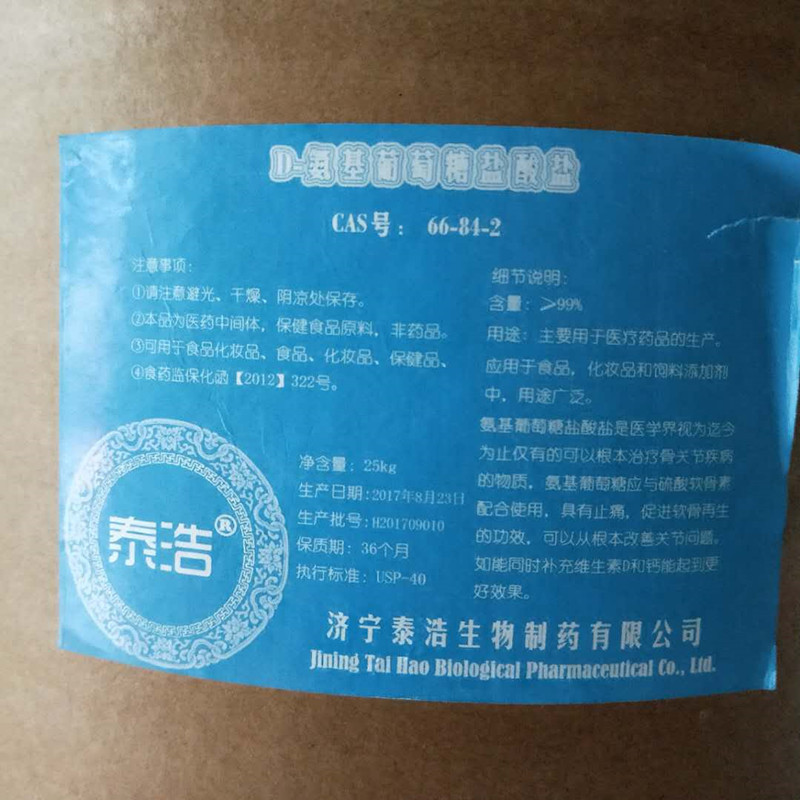 D-氨基葡萄糖盐酸盐
CAS号： 66-84-2
注意事项：
①请注意避光、干燥、阴凉处保存。
②本品为医药中间体，保健食品原料，非药品。
③可用于食品化妆品、食品、化妆品、保健品、
④食药监保化函【2012】322号。
细节说明：
含量：≥99%
用途：主要用于医疗药品的生产。
应用于食品，化妆品和饲料添加剂
中，用途广泛。
氨基葡萄糖盐酸盐是医学界视为迄今
为止仅有的可以根本治疗骨关节疾病
的物质，氨基葡萄糖应与硫酸软骨素
配合使用，具有止痛，促进软骨再生
的功效，可以从根本改善关节问题。
如能同时补充维生素D和钙能起到更
好效果。
净含量：25kg
生产日期：2017年8月23日
生产批号：H201709010
保质期：36个月
执行标准：USP-40
泰浩®
济宁泰浩生物制药有限公司
Jining Tai Hao Biological Pharmaceutical Co., Ltd.